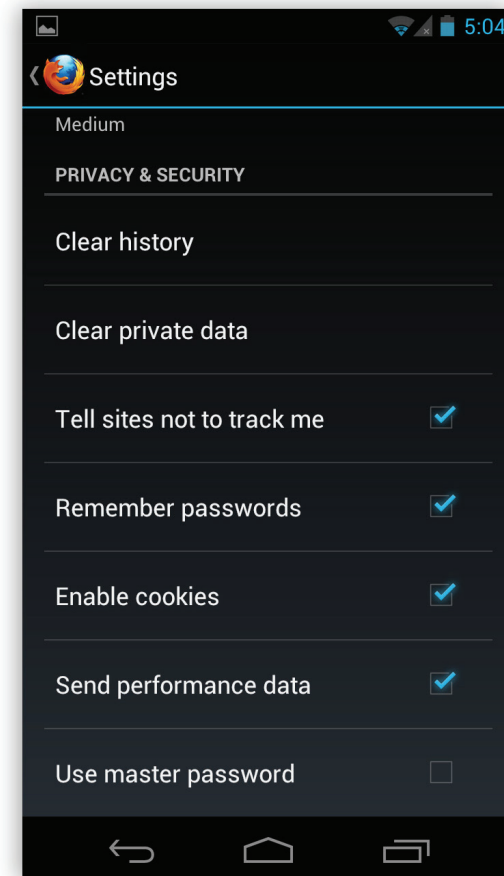 5:04
Settings
Medium
PRIVACY & SECURITY
Clear history
Clear private data
Tell sites not to track me
Remember passwords
Enable cookies
Send performance data
Use master password